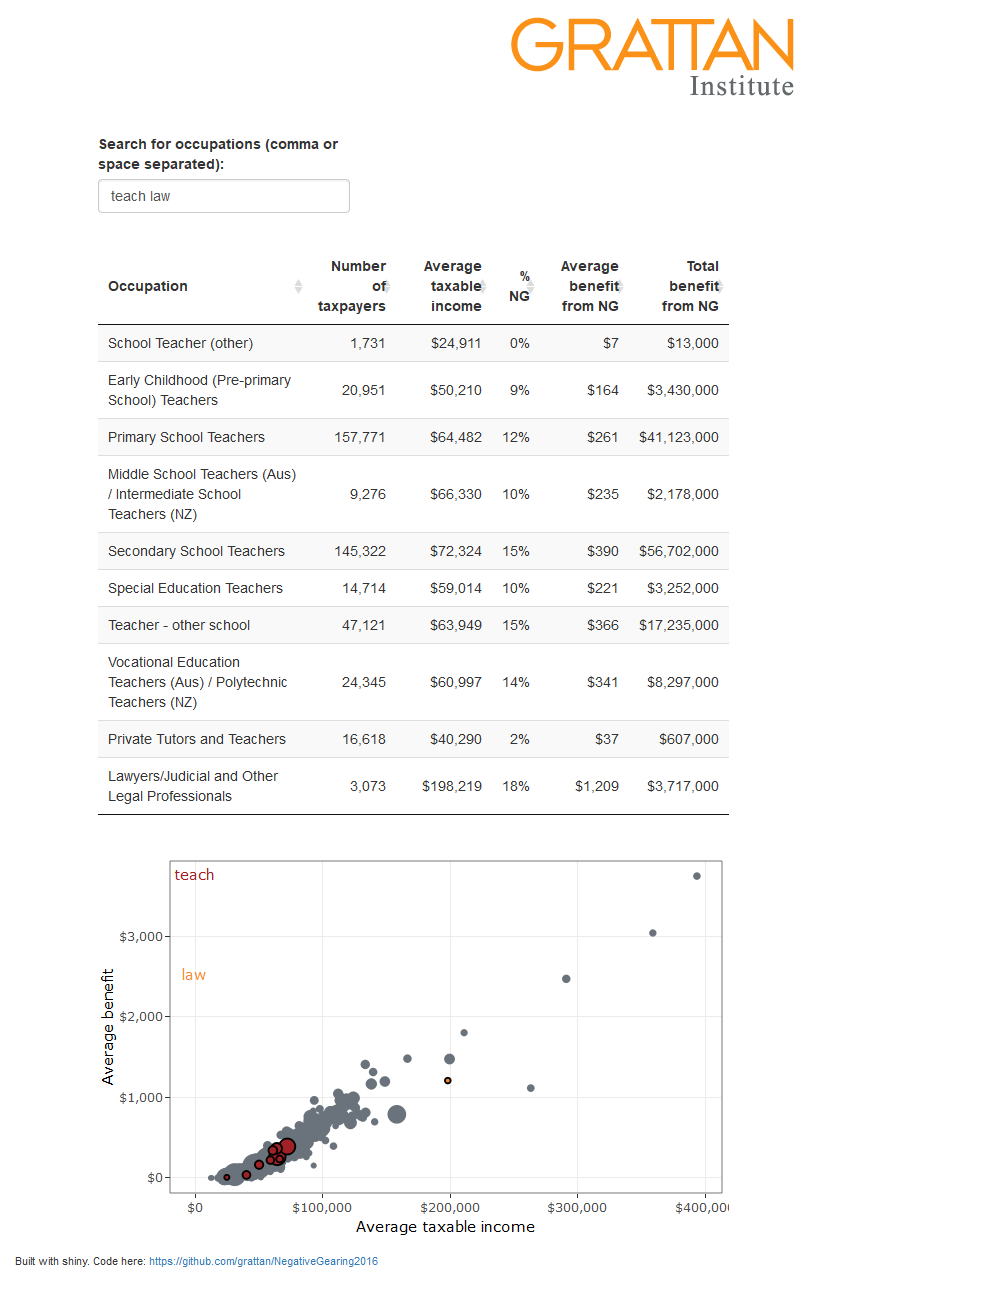 GRATTAN
Institute
Search for occupations (comma or
space separated):
teach law
Occupation
Number
of
taxpayers
Average
taxable
income
%
NG
Average
benefit
from NG
Total
benefit
from NG
School Teacher (other) 1,731 $24,911 0% $7 $13,000
Early Childhood (Pre-primary
School) Teachers
20,951 $50,210 9% $164 $3,430,000
Primary School Teachers 157,771 $64,482 12% $261 $41,123,000
Middle School Teachers (Aus)
/ Intermediate School
Teachers (NZ)
9,276 $66,330 10% $235 $2,178,000
Secondary School Teachers 145,322 $72,324 15% $390 $56,702,000
Special Education Teachers 14,714 $59,014 10% $221 $3,252,000
Teacher - other school 47,121 $63,949 15% $366 $17,235,000
Vocational Education
Teachers (Aus) / Polytechnic
Teachers (NZ)
24,345 $60,997 14% $341 $8,297,000
Private Tutors and Teachers 16,618 $40,290 2% $37 $607,000
Lawyers/Judicial and Other
Legal Professionals
3,073 $198,219 18% $1,209 $3,717,000
teach
law
Average benefit
$3,000
$2,000
$1,000
$0
$0 $100,000 $200,000 $300,000 $400,00
Average taxable income
Built with shiny. Code here: https://github.com/grattan/NegativeGearing2016